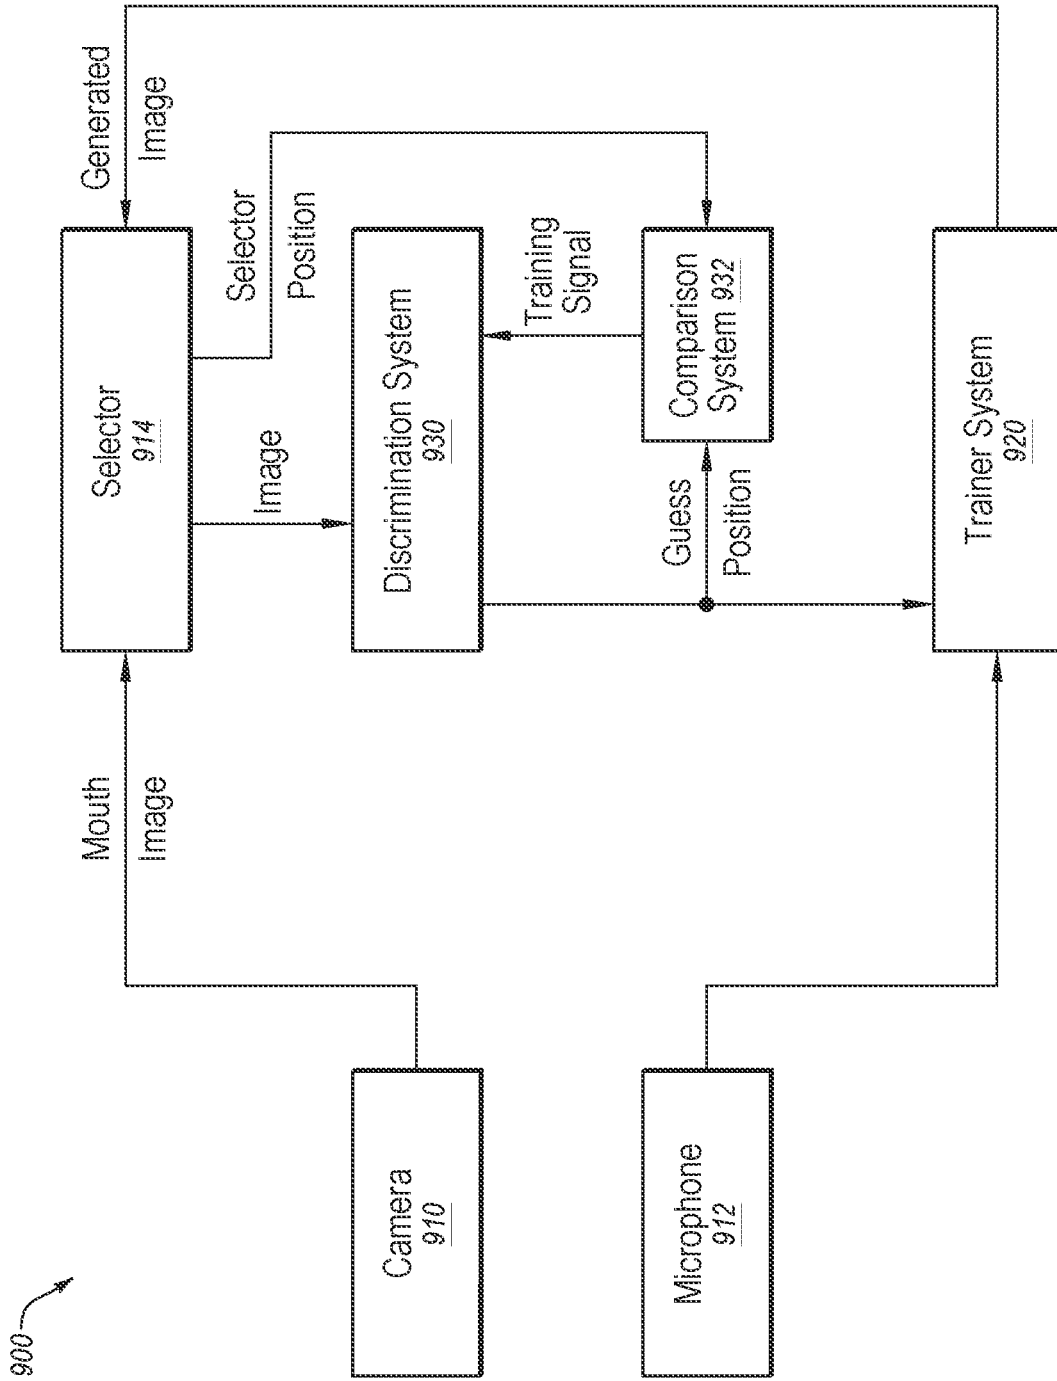 900
Generated
Image
Mouth
Image
Selector
914
Selector
Position
Image
Camera
910
Discrimination System
930
Training
Signal
Guess
Position
Microphone
912
Comparison
System 932
Trainer System
920